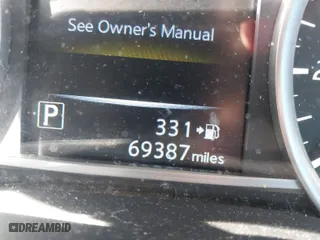 See Owner's Manual
P
331
69387 miles
DREAMBID